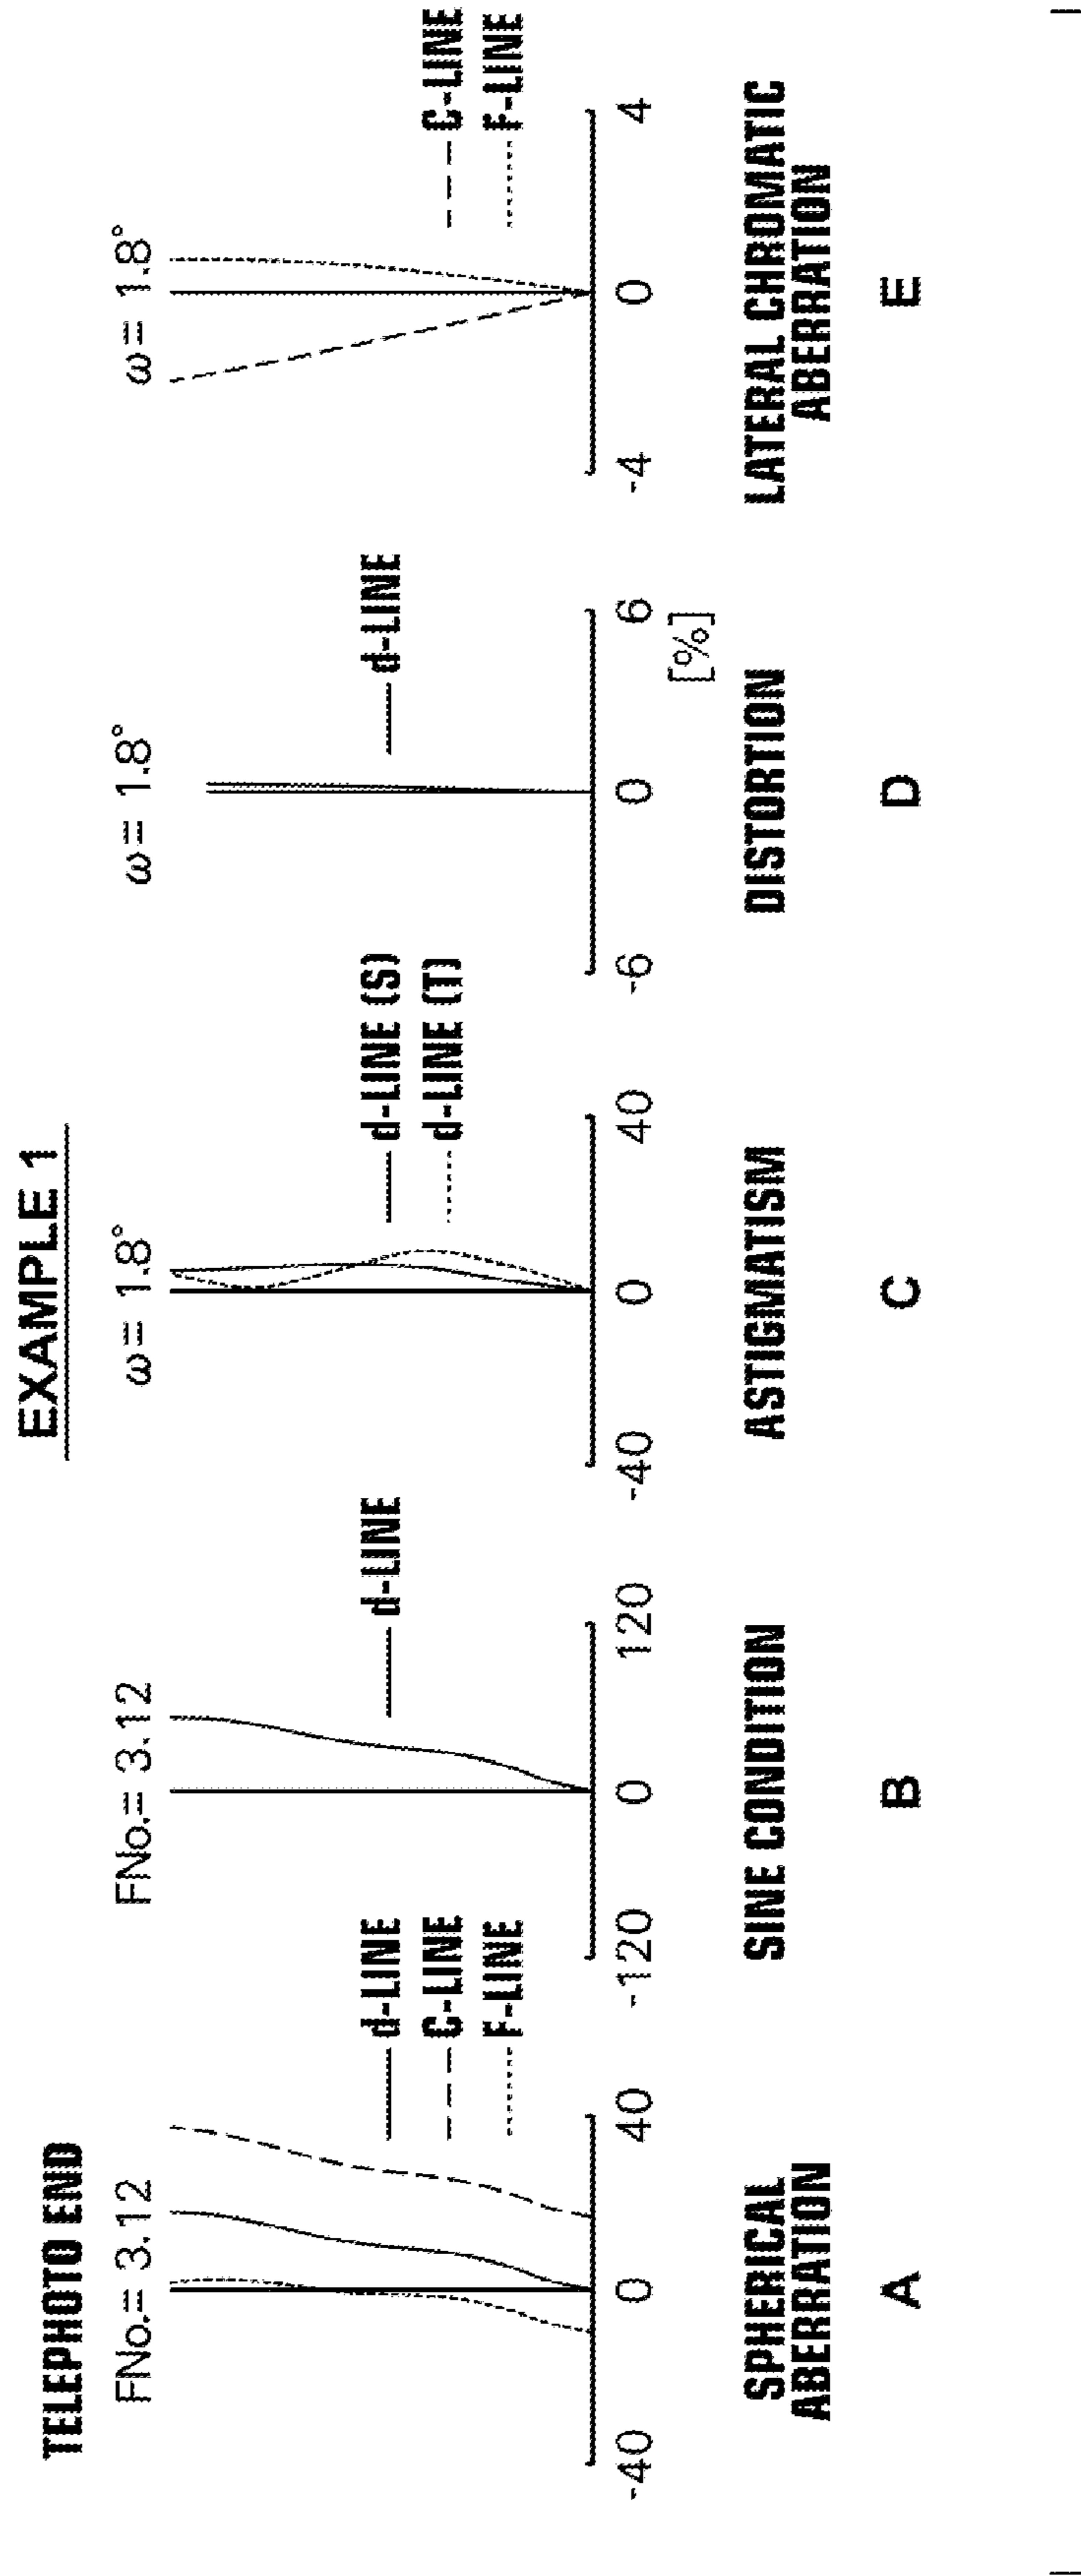 EXAMPLE 1
TELEPHOTO END
FNo.= 3.12
d-LINE
C-LINE
F-LINE
-40 0 40
SPHERICAL
ABERRATION
A
FNo.= 3.12
d-LINE
-120 0 120
SINE CONDITION
B
ω= 1.8°
d-LINE (S)
d-LINE (T)
-40 0 40
ASTIGMATISM
C
ω= 1.8°
d-LINE
-6 0 6
[%]
DISTORTION
D
ω= 1.8°
C-LINE
F-LINE
-4 0 4
LATERAL CHROMATIC
ABERRATION
E